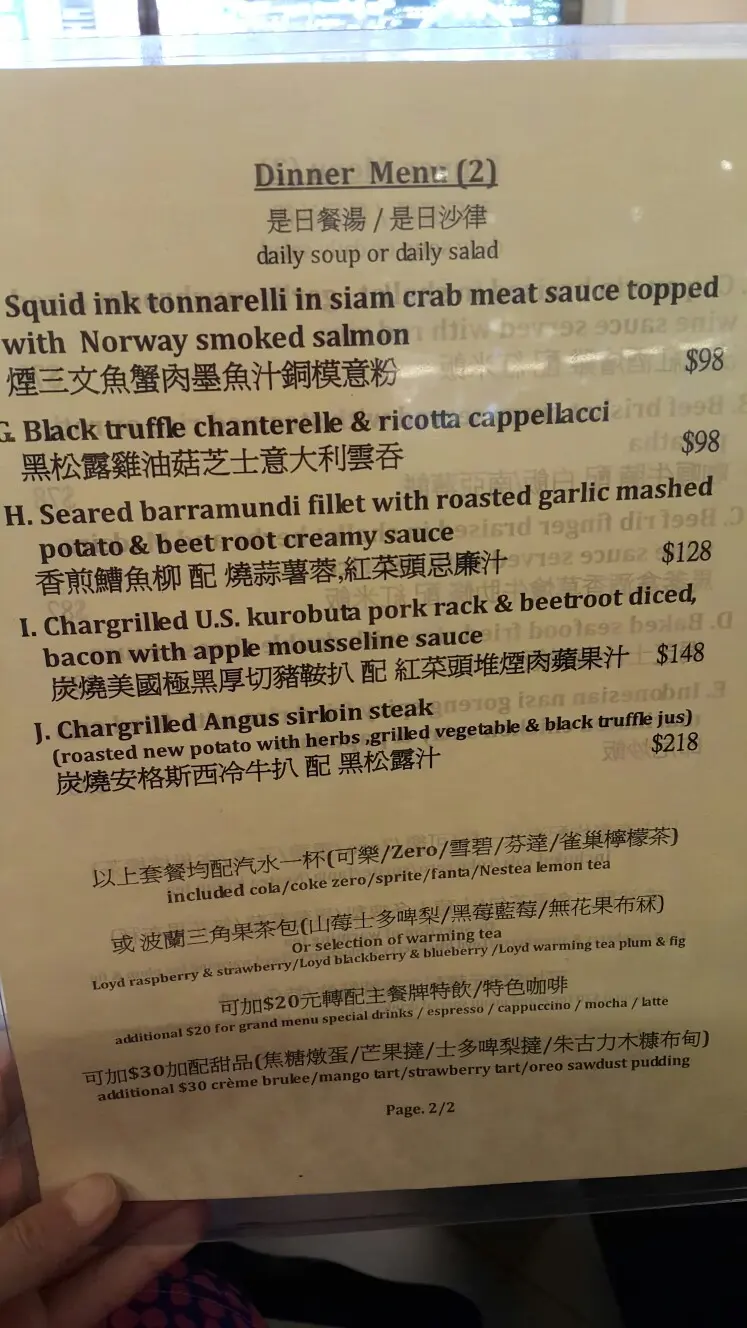 Dinner Menu (2)
是日餐湯 / 是日沙律
daily soup or daily salad
Squid ink tonnarelli in siam crab meat sauce topped
with Norway smoked salmon
煙三文魚蟹肉墨魚汁銅模意粉 $98
G. Black truffle chanterelle & ricotta cappellacci
黑松露雞油菇芝士意大利雲吞 $98
H. Seared barramundi fillet with roasted garlic mashed
potato & beet root creamy sauce
香煎鰽魚柳 配 燒蒜薯蓉,紅菜頭忌廉汁 $128
I. Chargrilled U.S. kurobuta pork rack & beetroot diced,
bacon with apple mousseline sauce
炭燒美國極黑厚切豬鞍扒 配 紅菜頭堆煙肉蘋果汁 $148
J. Chargrilled Angus sirloin steak
(roasted new potato with herbs ,grilled vegetable & black truffle jus)
炭燒安格斯西冷牛扒 配 黑松露汁 $218
以上套餐均配汽水一杯(可樂/Zero/雪碧/芬達/雀巢檸檬茶)
included cola/coke zero/sprite/fanta/Nestea lemon tea
或 波蘭三角果茶包(山莓士多啤梨/黑莓藍莓/無花果布冧)
Or selection of warming tea
Loyd raspberry & strawberry/Loyd blackberry & blueberry /Loyd warming tea plum & fig
可加$20元轉配主餐牌特飲/特色咖啡
additional $20 for grand menu special drinks / espresso / cappuccino / mocha / latte
可加$30加配甜品(焦糖燉蛋/芒果撻/士多啤梨撻/朱古力木糠布甸)
additional $30 crème brulee/mango tart/strawberry tart/oreo sawdust pudding
Page. 2/2